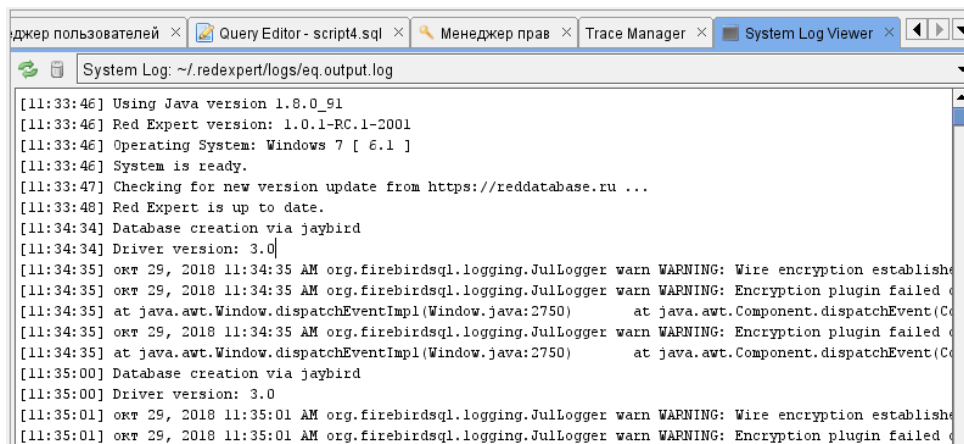 джер пользователей × Query Editor - script4.sql × Менеджер прав × Trace Manager × System Log Viewer ×
System Log: ~/.redexpert/logs/eq.output.log
[11:33:46] Using Java version 1.8.0_91
[11:33:46] Red Expert version: 1.0.1-RC.1-2001
[11:33:46] Operating System: Windows 7 [ 6.1 ]
[11:33:46] System is ready.
[11:33:47] Checking for new version update from https://reddatabase.ru ...
[11:33:48] Red Expert is up to date.
[11:34:34] Database creation via jaybird
[11:34:34] Driver version: 3.0
[11:34:35] окт 29, 2018 11:34:35 AM org.firebirdsql.logging.JulLogger warn WARNING: Wire encryption establishe
[11:34:35] окт 29, 2018 11:34:35 AM org.firebirdsql.logging.JulLogger warn WARNING: Encryption plugin failed
[11:34:35] at java.awt.Window.dispatchEventImpl(Window.java:2750) at java.awt.Component.dispatchEvent(Co
[11:34:35] окт 29, 2018 11:34:35 AM org.firebirdsql.logging.JulLogger warn WARNING: Encryption plugin failed
[11:34:35] at java.awt.Window.dispatchEventImpl(Window.java:2750) at java.awt.Component.dispatchEvent(Co
[11:35:00] Database creation via jaybird
[11:35:00] Driver version: 3.0
[11:35:01] окт 29, 2018 11:35:01 AM org.firebirdsql.logging.JulLogger warn WARNING: Wire encryption establishe
[11:35:01] окт 29, 2018 11:35:01 AM org.firebirdsql.logging.JulLogger warn WARNING: Encryption plugin failed